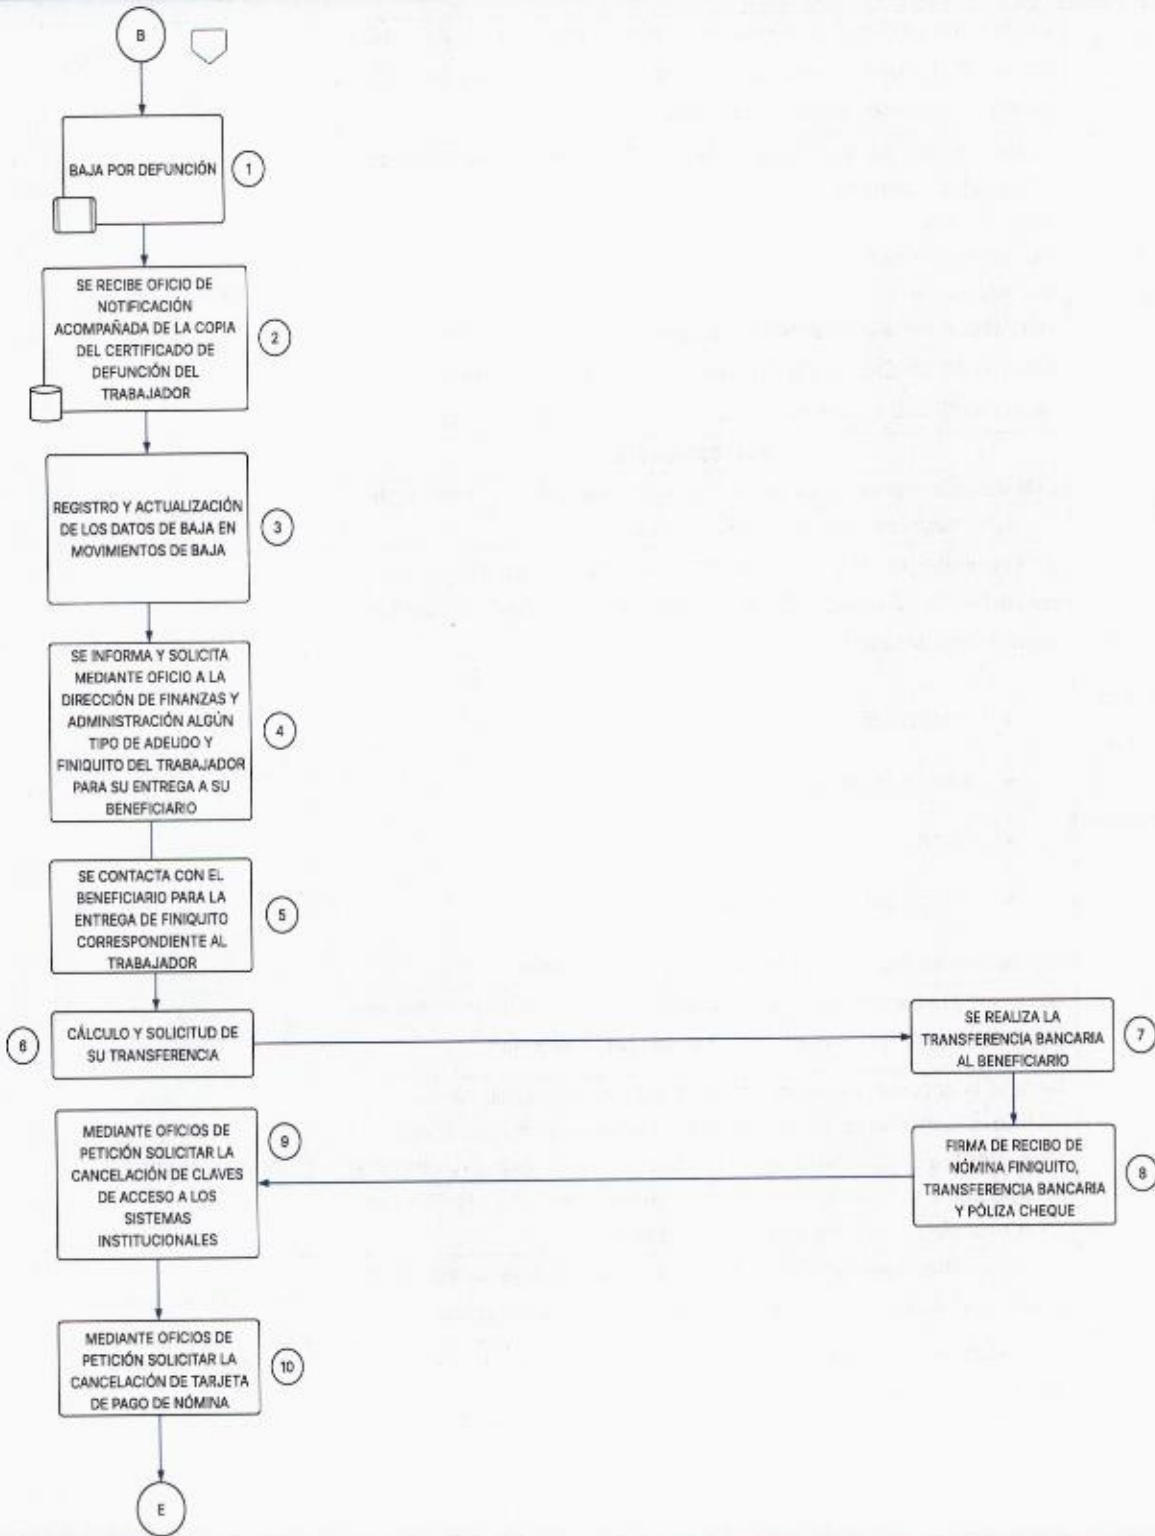 B
BAJA POR DEFUNCIÓN
1
SE RECIBE OFICIO DE
NOTIFICACIÓN
ACOMPAÑADA DE LA COPIA
DEL CERTIFICADO DE
DEFUNCIÓN DEL
TRABAJADOR
2
REGISTRO Y ACTUALIZACIÓN
DE LOS DATOS DE BAJA EN
MOVIMIENTOS DE BAJA
3
SE INFORMA Y SOLICITA
MEDIANTE OFICIO A LA
DIRECCIÓN DE FINANZAS Y
ADMINISTRACIÓN ALGÚN
TIPO DE ADEUDO Y
FINIQUITO DEL TRABAJADOR
PARA SU ENTREGA A SU
BENEFICIARIO
4
SE CONTACTA CON EL
BENEFICIARIO PARA LA
ENTREGA DE FINIQUITO
CORRESPONDIENTE AL
TRABAJADOR
5
6
CÁLCULO Y SOLICITUD DE
SU TRANSFERENCIA
SE REALIZA LA
TRANSFERENCIA BANCARIA
AL BENEFICIARIO
7
FIRMA DE RECIBO DE
NÓMINA FINIQUITO,
TRANSFERENCIA BANCARIA
Y PÓLIZA CHEQUE
8
MEDIANTE OFICIOS DE
PETICIÓN SOLICITAR LA
CANCELACIÓN DE CLAVES
DE ACCESO A LOS
SISTEMAS
INSTITUCIONALES
9
MEDIANTE OFICIOS DE
PETICIÓN SOLICITAR LA
CANCELACIÓN DE TARJETA
DE PAGO DE NÓMINA
10
E